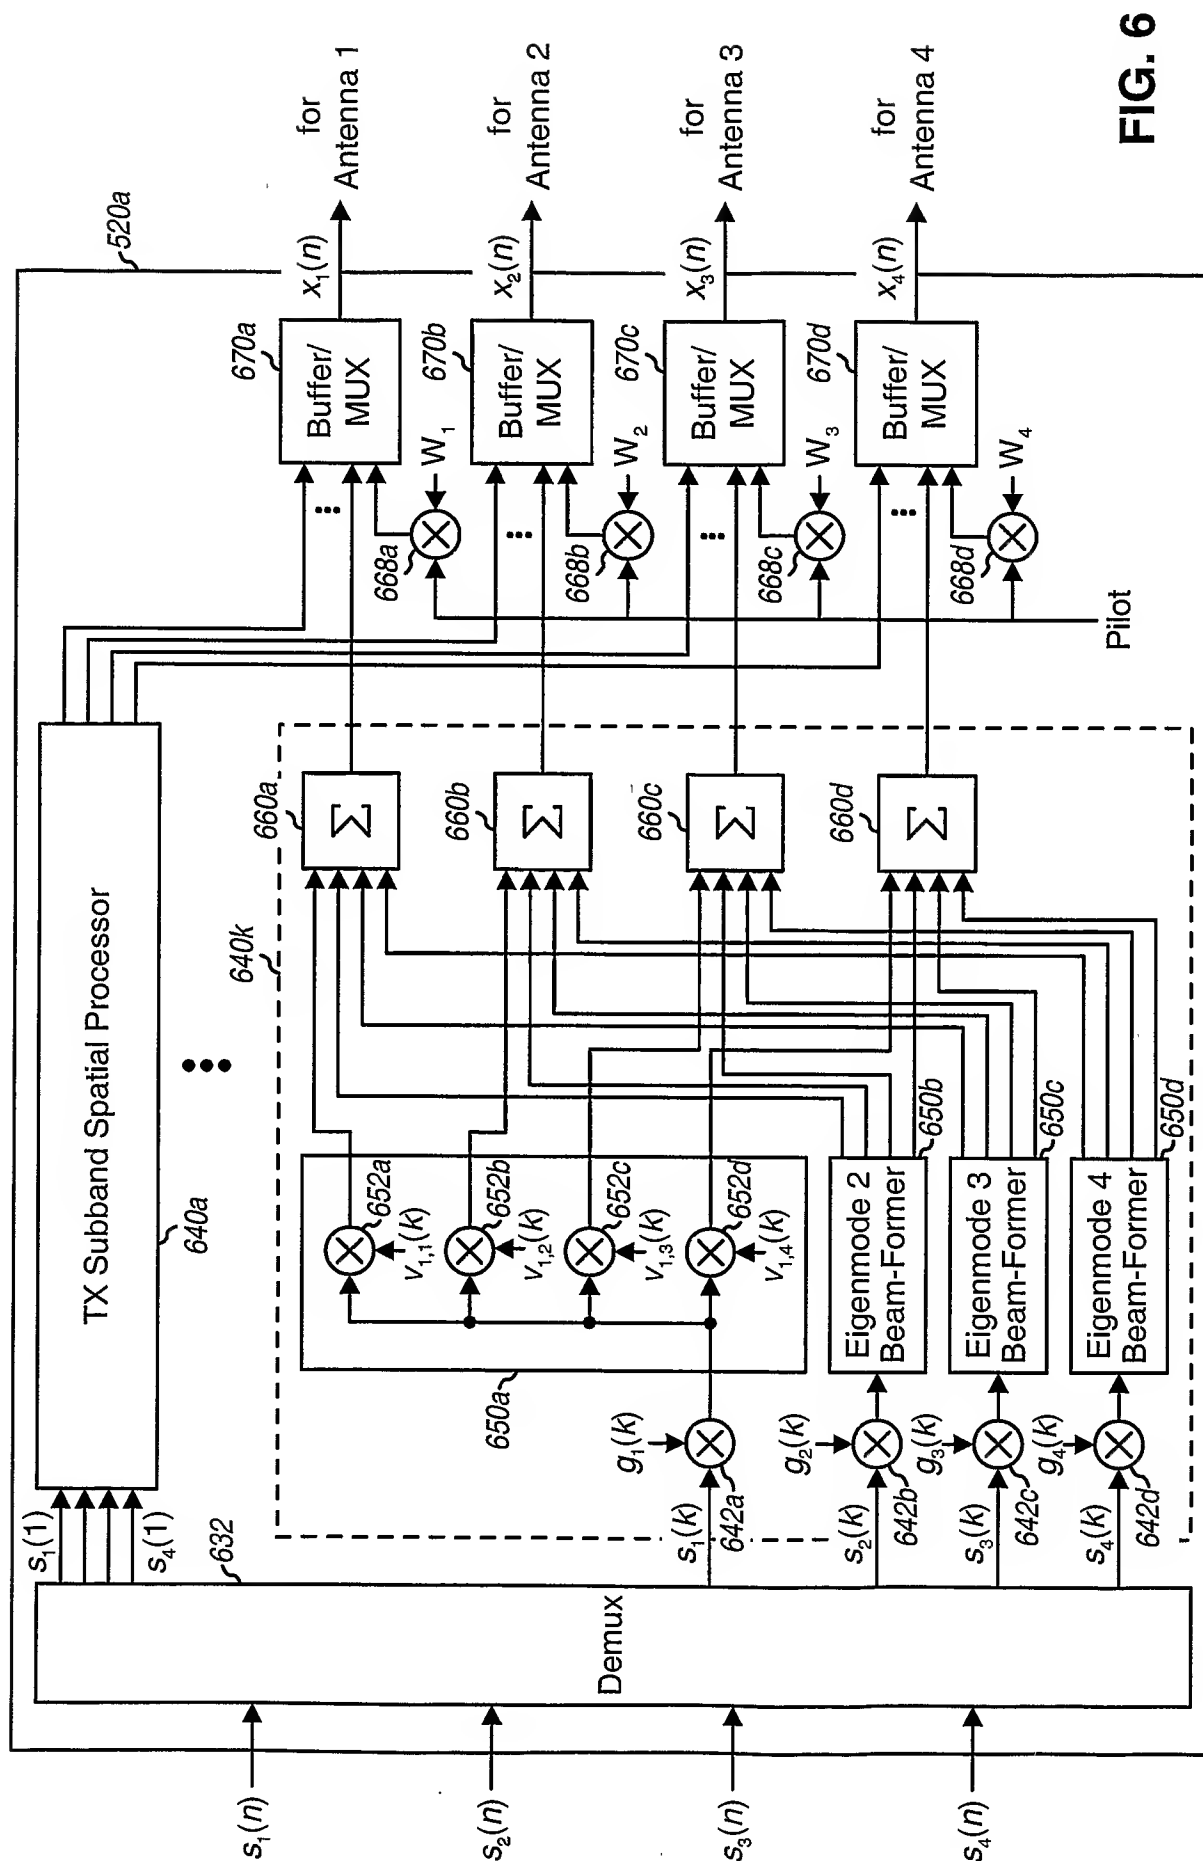 520a
s₁(n)
s₂(n)
s₃(n)
s₄(n)
Demux
632
s₁(1)
s₄(1)
TX Subband Spatial Processor
640a
640k
s₁(k)
g₁(k)
642a
s₂(k)
g₂(k)
642b
s₃(k)
g₃(k)
642c
s₄(k)
g₄(k)
642d
650a
652a
v₁,₁(k)
652b
v₁,₂(k)
652c
v₁,₃(k)
652d
v₁,₄(k)
Eigenmode 2
Beam-Former
650b
Eigenmode 3
Beam-Former
650c
Eigenmode 4
Beam-Former
650d
660a
Σ
660b
Σ
660c
Σ
660d
Σ
Pilot
668a
W₁
668b
W₂
668c
W₃
668d
W₄
670a
Buffer/
MUX
670b
Buffer/
MUX
670c
Buffer/
MUX
670d
Buffer/
MUX
x₁(n)
for
Antenna 1
x₂(n)
for
Antenna 2
x₃(n)
for
Antenna 3
x₄(n)
for
Antenna 4
FIG. 6